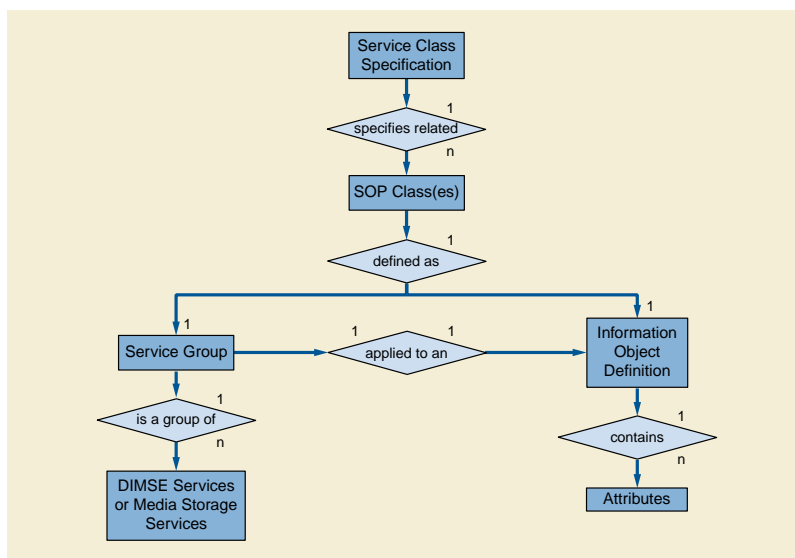 Service Class
Specification
1
specifies related
n
SOP Class(es)
1
defined as
1
1
Service Group
1
1
applied to an
Information
Object
Definition
1
is a group of
n
1
contains
n
DIMSE Services
or Media Storage
Services
Attributes